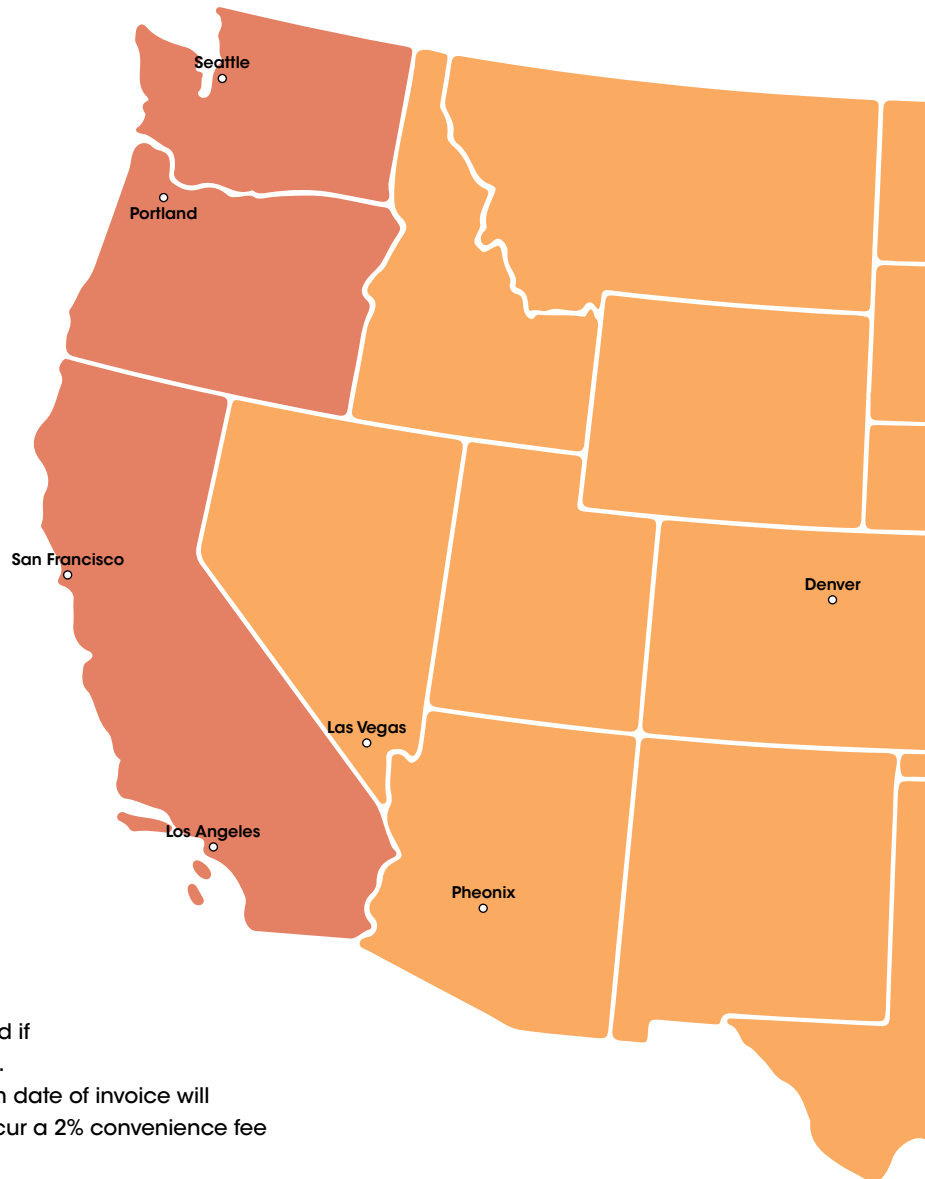 Seattle
Portland
San Francisco
Denver
Las Vegas
Los Angeles
Pheonix
d if
.
date of invoice will
cur a 2% convenience fee